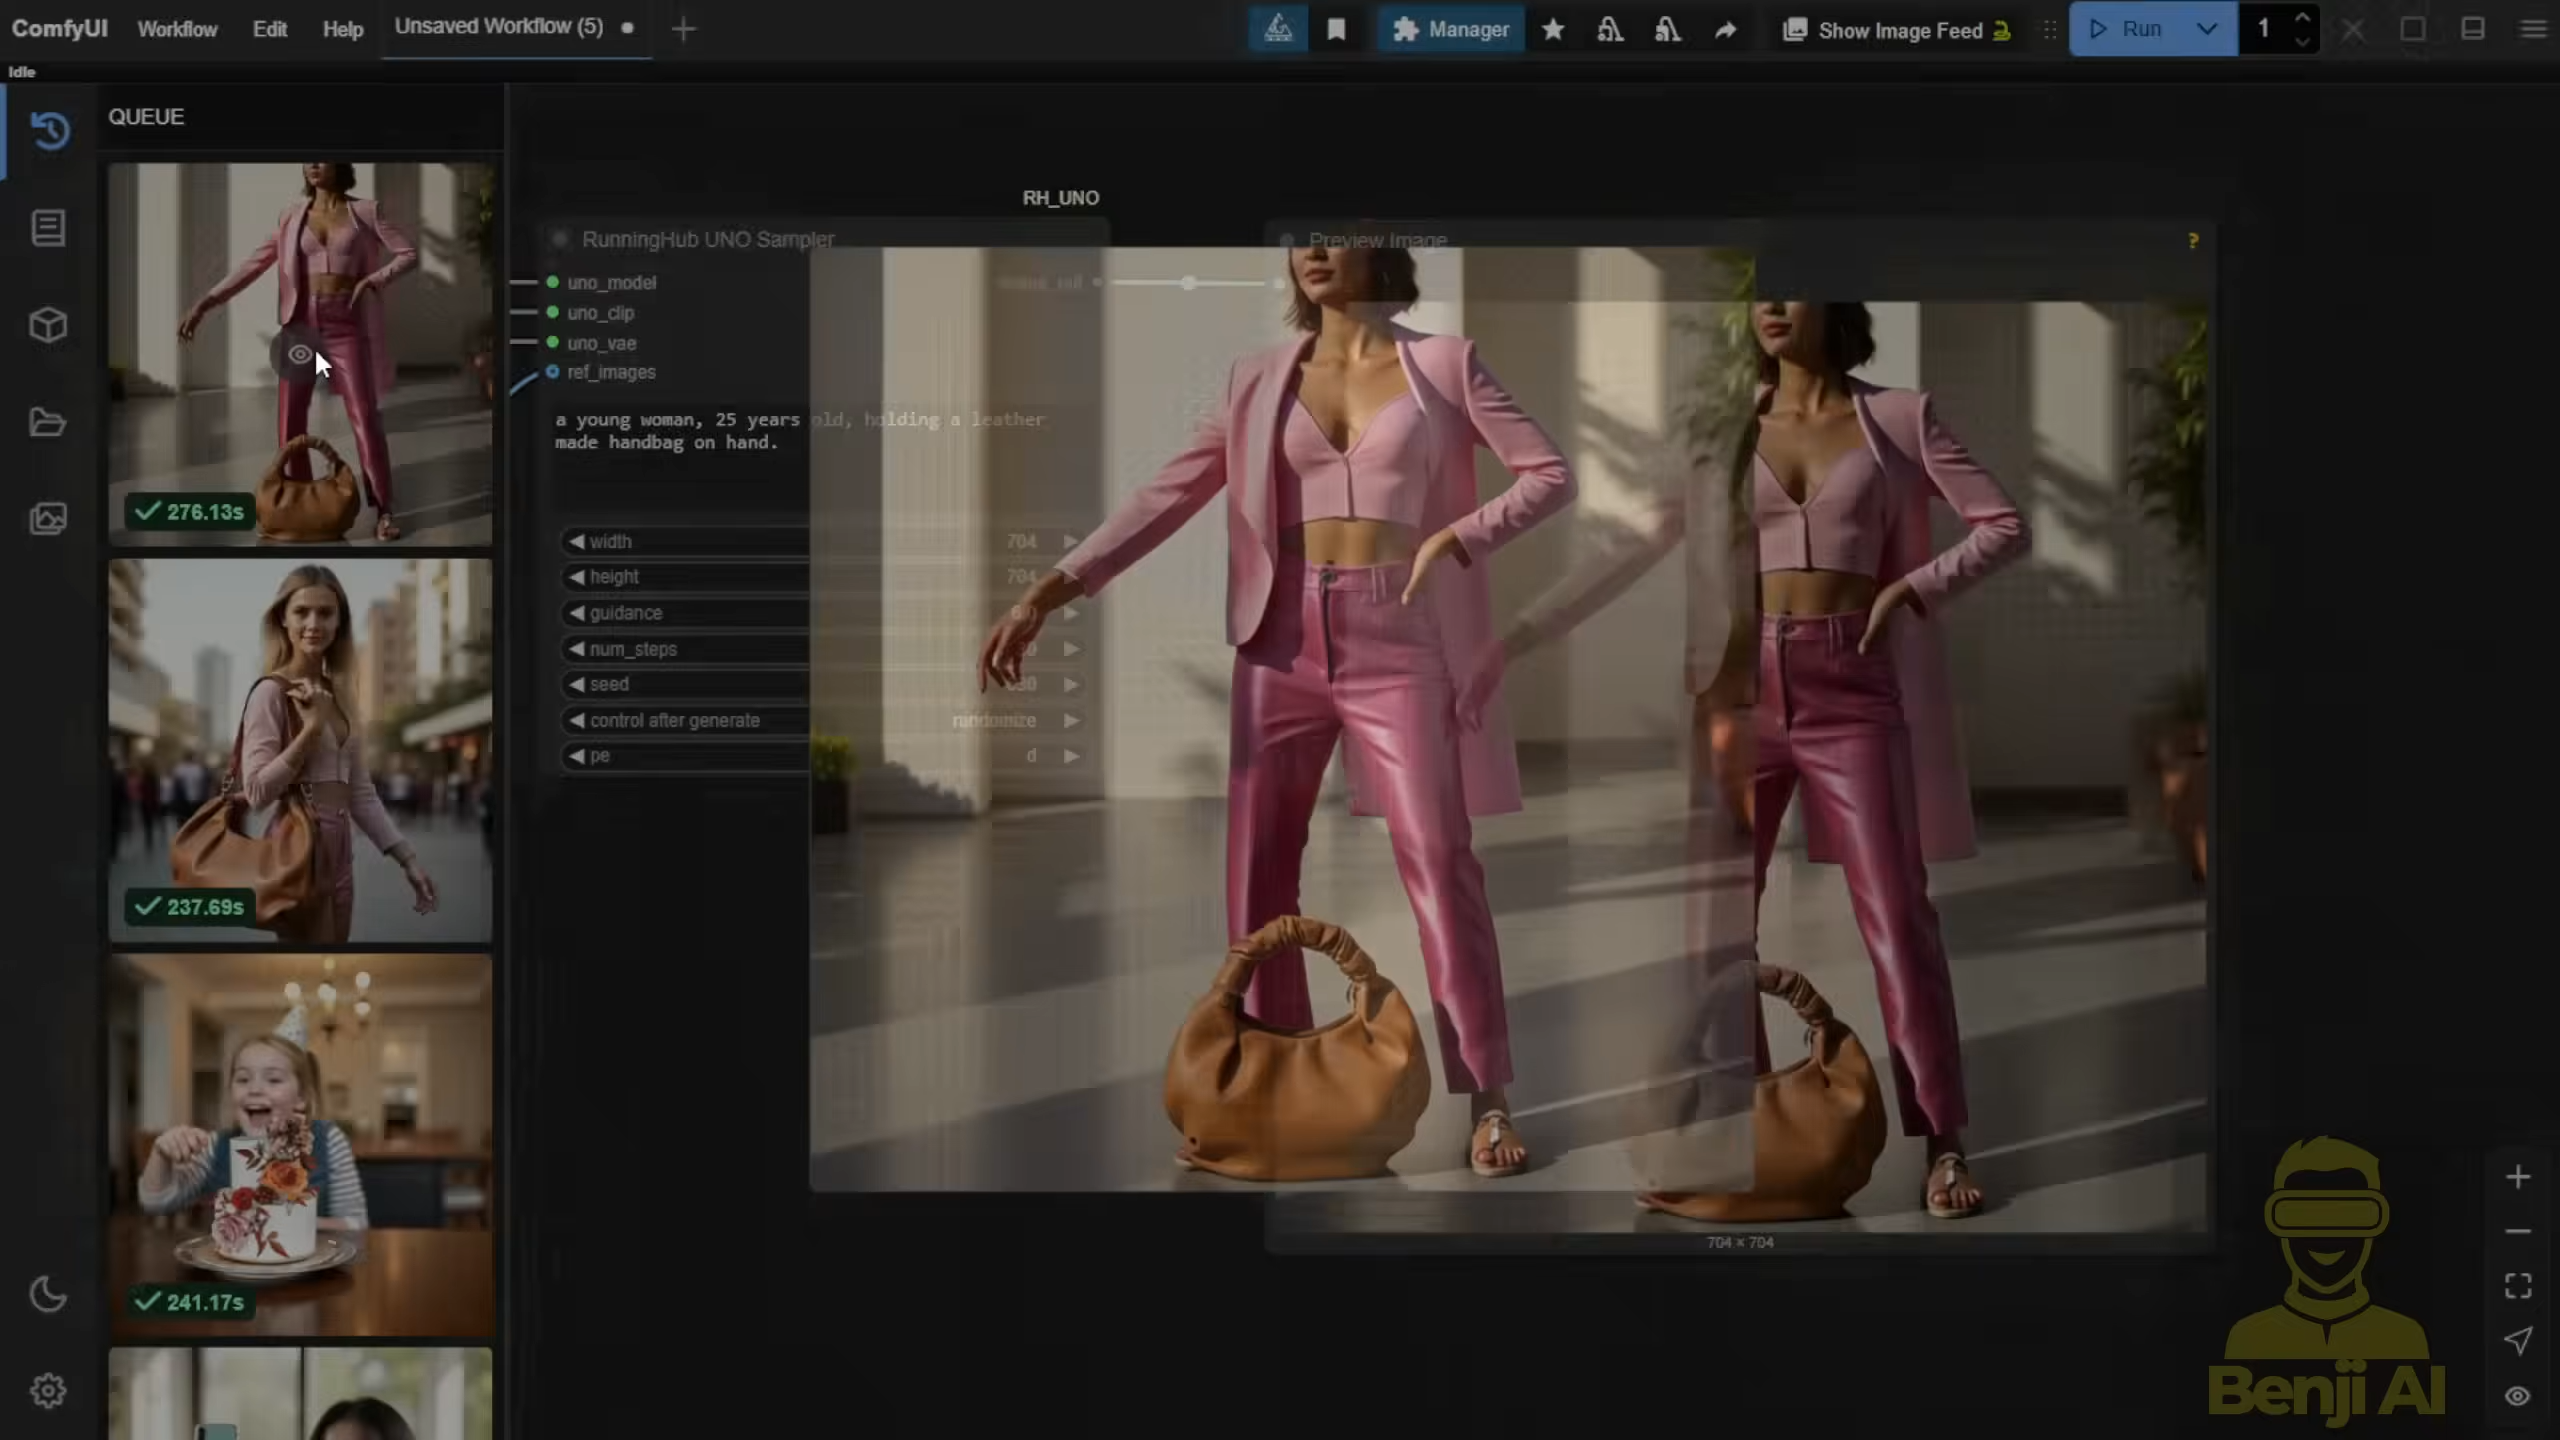 ComfyUI Workflow Edit Help Unsaved Workflow (5)
Manager Show Image Feed Run 1
Idle
QUEUE
RH_UNO
RunningHub UNO Sampler
Preview Image ?
uno_model
uno_clip
uno_vae
ref_images
a young woman, 25 years old, holding a leather
made handbag on hand.
276.13s
width 704
height 704
guidance
num_steps
seed
control after generate randomize
pe d
237.69s
241.17s
704 × 704
Benji AI